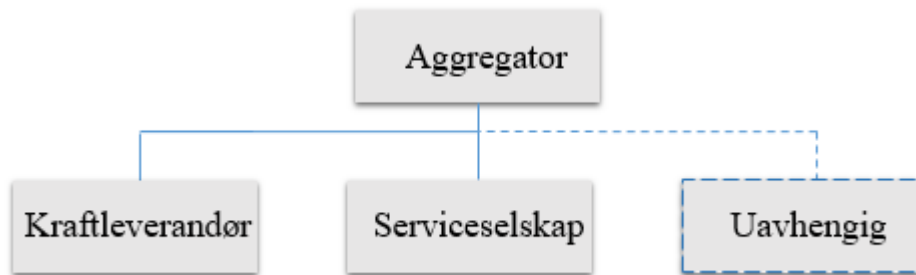 Aggregator
Kraftleverandør
Serviceselskap
Uavhengig